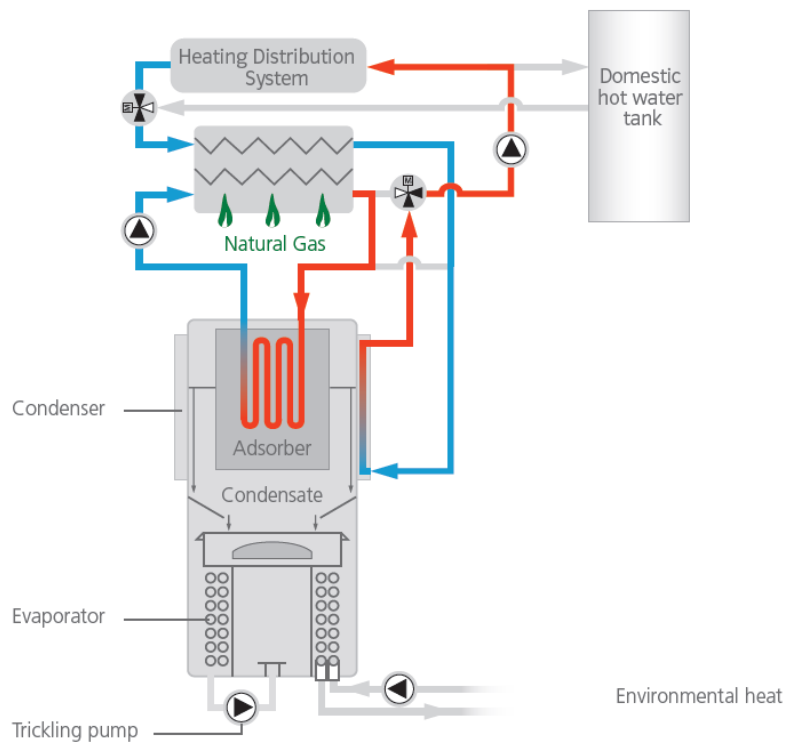 Heating Distribution
System
Domestic
hot water
tank
M
M
Natural Gas
Condenser
Adsorber
Condensate
Evaporator
Environmental heat
Trickling pump